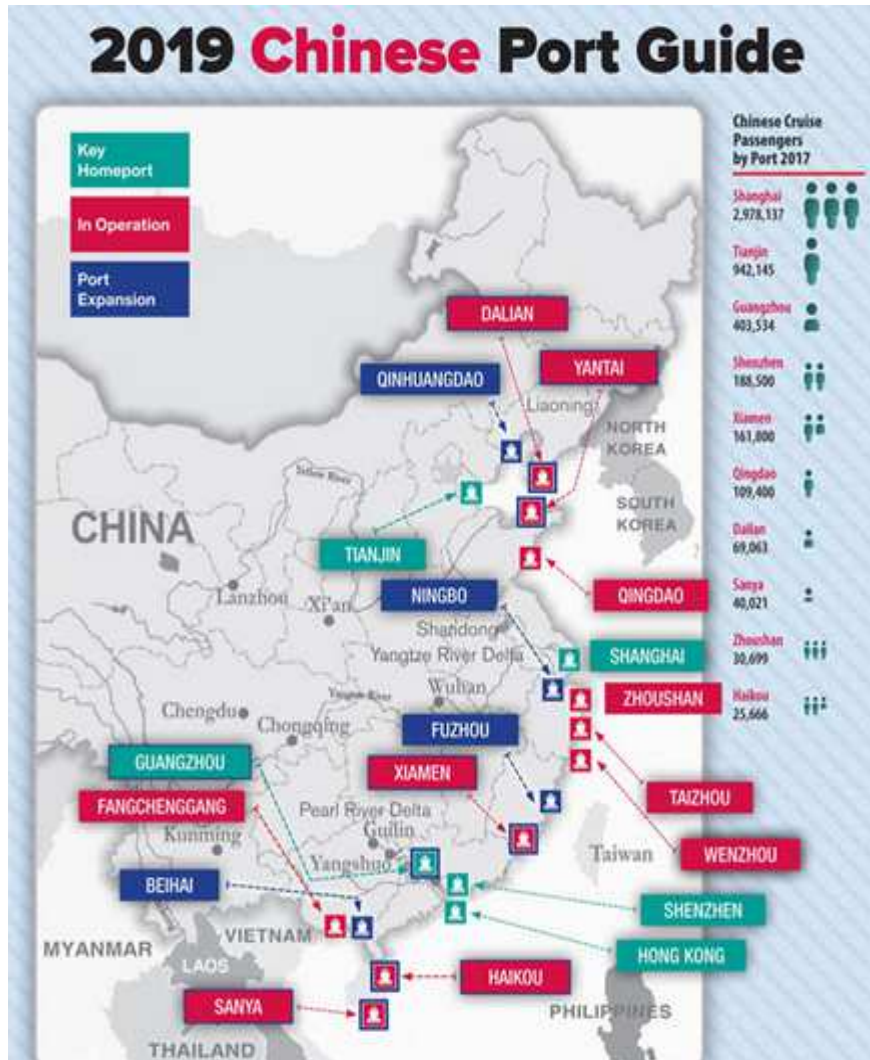 2019 Chinese Port Guide
Key
Homeport
In Operation
Port
Expansion
Chinese Cruise
Passengers
by Port 2017
Shanghai
2,978,137
Tianjin
942,145
Guangzhou
403,534
Shenzhen
188,500
Xiamen
161,800
Qingdao
109,400
Dalian
69,063
Sanya
40,021
Zhoushan
30,699
Haikou
25,666
DALIAN
YANTAI
QINHUANGDAO
Liaoning
NORTH
KOREA
Yellow River
SOUTH
KOREA
CHINA
TIANJIN
Lanzhou
Xi'an
NINGBO
QINGDAO
Shandong
Yangtze River Delta
SHANGHAI
Wuhan
ZHOUSHAN
Yangtze River
Chengdu
Chongqing
FUZHOU
GUANGZHOU
XIAMEN
TAIZHOU
FANGCHENGGANG
Pearl River Delta
Guilin
Kunming
Yangshuo
Taiwan
WENZHOU
BEIHAI
SHENZHEN
VIETNAM
MYANMAR
HONG KONG
LAOS
HAIKOU
SANYA
PHILIPPINES
THAILAND